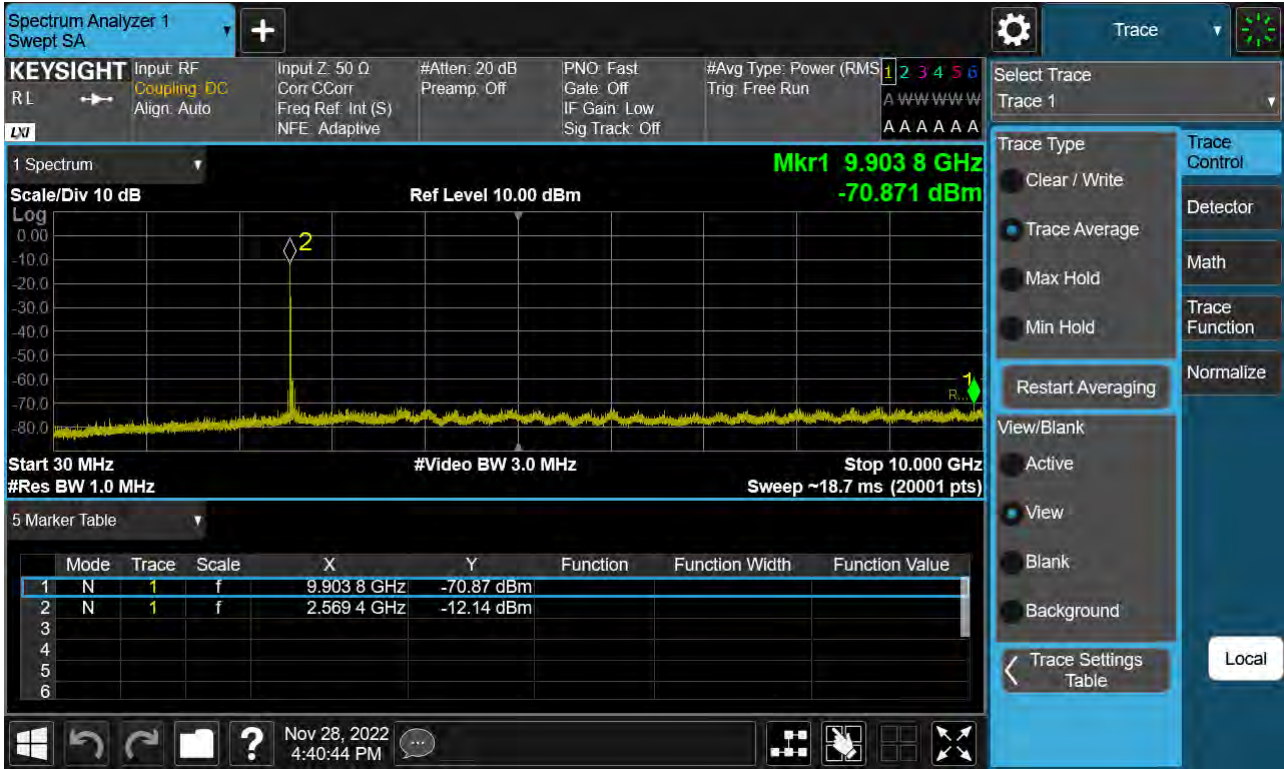 Spectrum Analyzer 1
Swept SA
Trace
KEYSIGHT
RL
LXI
Input: RF
Coupling: DC
Align: Auto
Input Z: 50 Ω
Corr CCorr
Freq Ref: Int (S)
NFE: Adaptive
#Atten: 20 dB
Preamp: Off
PNO: Fast
Gate: Off
IF Gain: Low
Sig Track: Off
#Avg Type: Power (RMS
Trig: Free Run
1 2 3 4 5 6
A W W W W W
A A A A A A
Select Trace
Trace 1
1 Spectrum
Mkr1 9.903 8 GHz
-70.871 dBm
Scale/Div 10 dB
Ref Level 10.00 dBm
Log
0.00
-10.0
-20.0
-30.0
-40.0
-50.0
-60.0
-70.0
-80.0
2
1
R...
Start 30 MHz
#Video BW 3.0 MHz
Stop 10.000 GHz
#Res BW 1.0 MHz
Sweep ~18.7 ms (20001 pts)
5 Marker Table
Mode Trace Scale X Y Function Function Width Function Value
1 N 1 f 9.903 8 GHz -70.87 dBm
2 N 1 f 2.569 4 GHz -12.14 dBm
3
4
5
6
Trace Type
Clear / Write
Trace Average
Max Hold
Min Hold
Restart Averaging
View/Blank
Active
View
Blank
Background
Trace Settings
Table
Trace
Control
Detector
Math
Trace
Function
Normalize
Local
?
Nov 28, 2022
4:40:44 PM